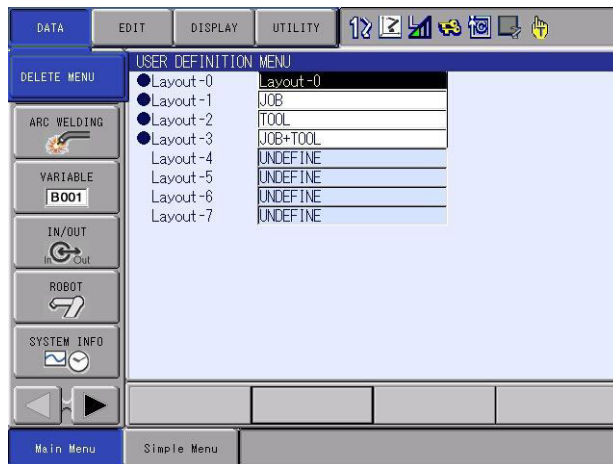 DATA EDIT DISPLAY UTILITY
DELETE MENU
USER DEFINITION MENU
Layout-0 Layout-0
Layout-1 JOB
Layout-2 TOOL
Layout-3 JOB+TOOL
Layout-4 UNDEFINE
Layout-5 UNDEFINE
Layout-6 UNDEFINE
Layout-7 UNDEFINE
ARC WELDING
VARIABLE
B001
IN/OUT
In Out
ROBOT
SYSTEM INFO
Main Menu Simple Menu